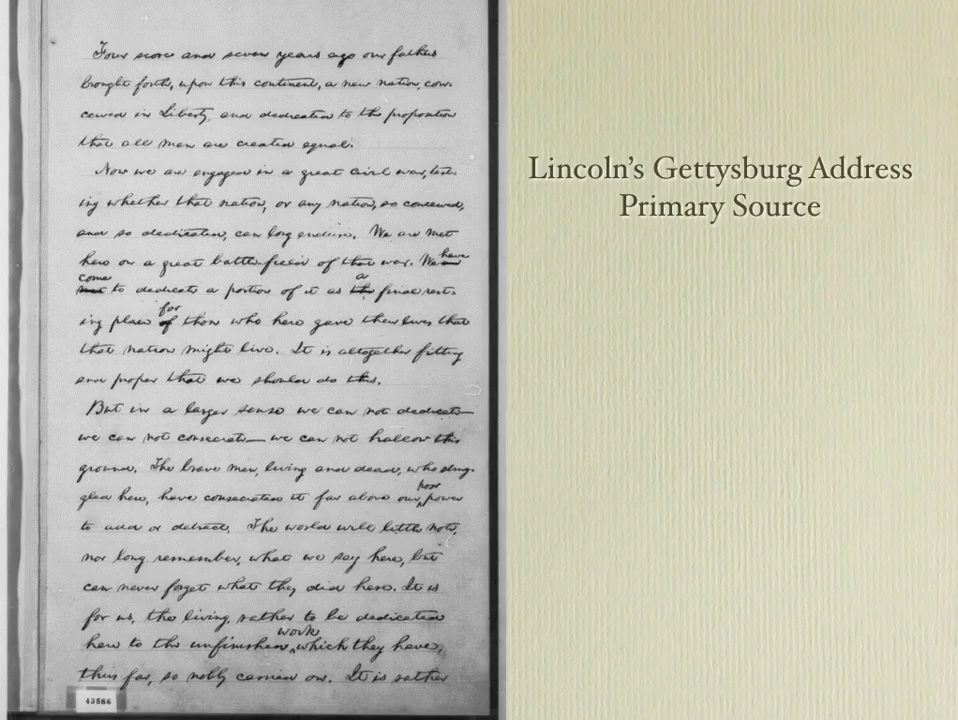 Four score and seven years ago our fathers
brought forth, upon this continent, a new nation, con-
ceived in Liberty, and dedicated to the proposition
that all men are created equal.
Now we are engaged in a great civil war, test-
ing whether that nation, or any nation, so conceived,
and so dedicated, can long endure. We are met
here on a great battle-field of that war. We are have
met come to dedicate a portion of it as the a final rest-
ing place of for those who here gave their lives that
that nation might live. It is altogether fitting
and proper that we should do this.
But in a larger sense we can not dedicate—
we can not consecrate— we can not hallow this
ground. The brave men, living and dead, who strug-
gled here, have consecrated it far above our poor power
to add or detract. The world will little note,
nor long remember, what we say here, but
can never forget what they did here. It is
for us, the living, rather to be dedicated
here to the unfinished work which they have,
thus far, so nobly carried on. It is rather
43566
Lincoln’s Gettysburg Address
Primary Source